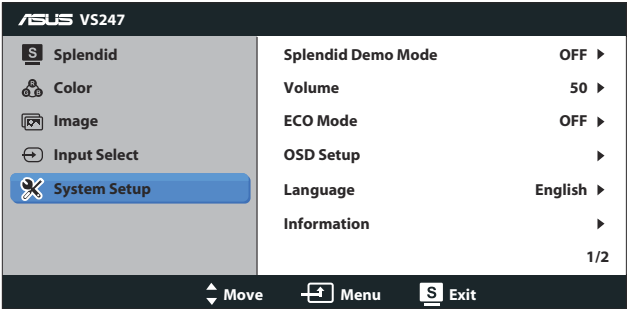 ASUS VS247
S Splendid
Color
Image
Input Select
System Setup
Splendid Demo Mode OFF
Volume 50
ECO Mode OFF
OSD Setup
Language English
Information
1/2
Move Menu S Exit